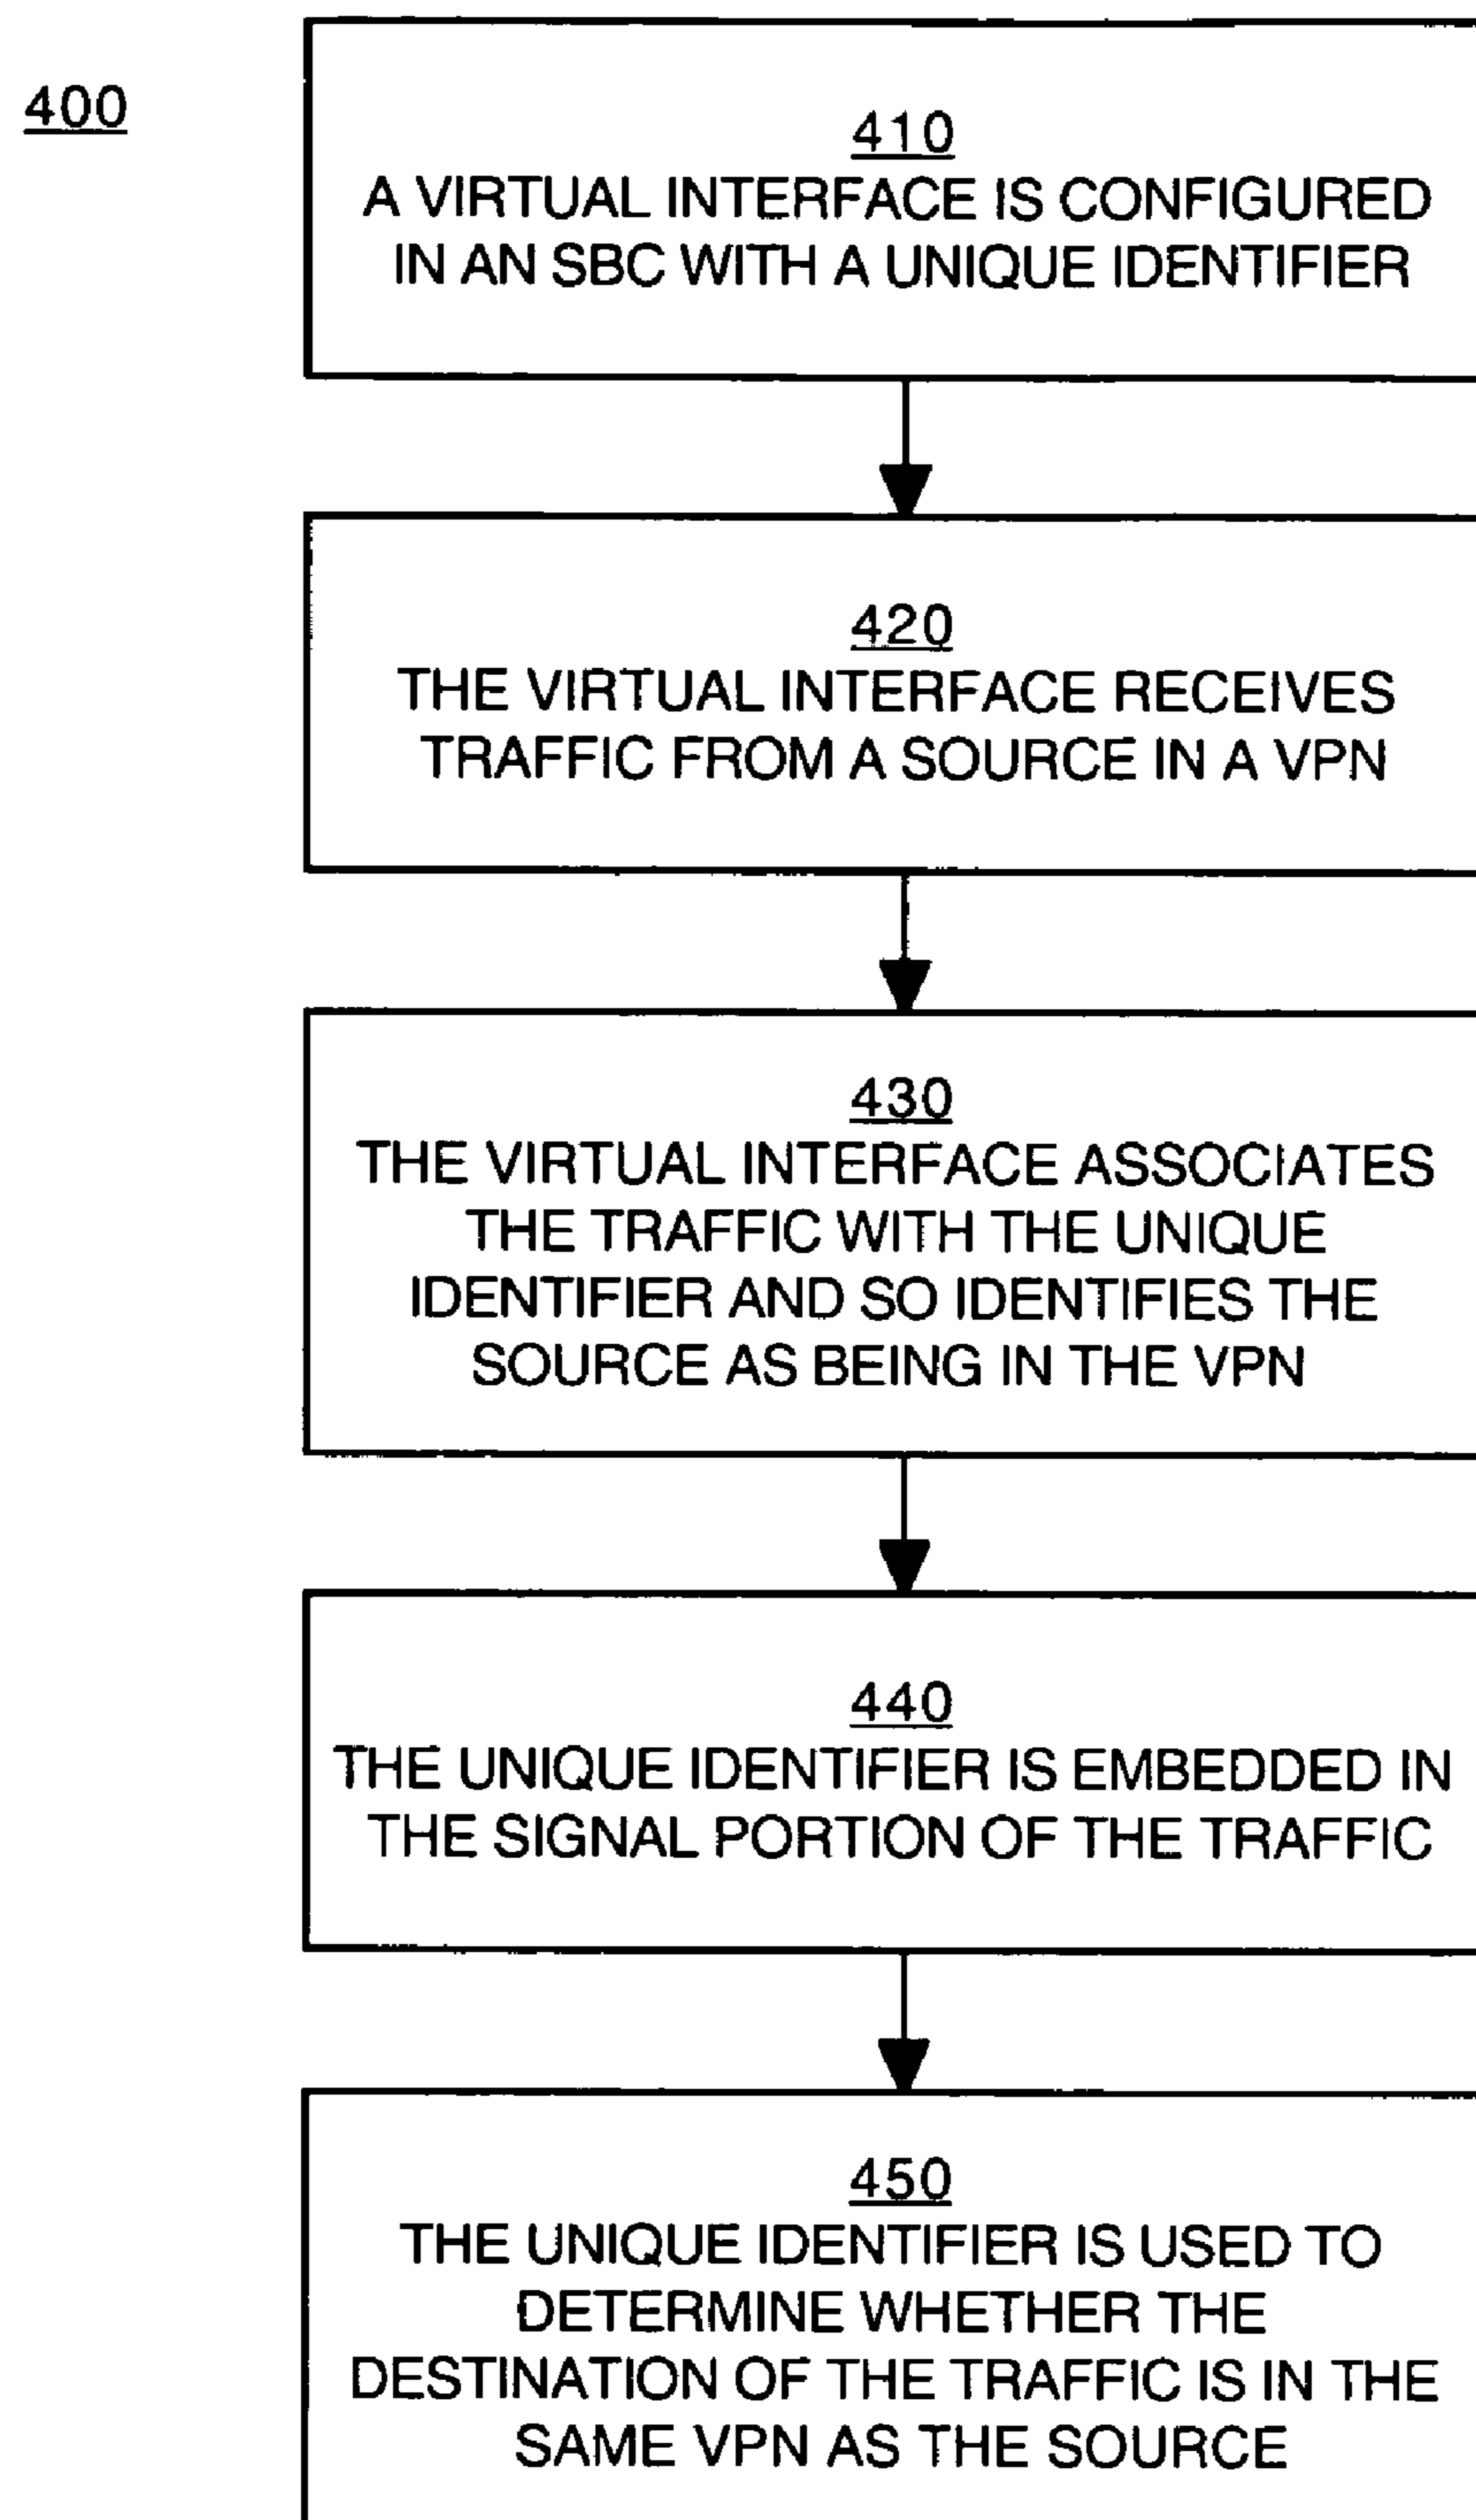 400
410
A VIRTUAL INTERFACE IS CONFIGURED
IN AN SBC WITH A UNIQUE IDENTIFIER
420
THE VIRTUAL INTERFACE RECEIVES
TRAFFIC FROM A SOURCE IN A VPN
430
THE VIRTUAL INTERFACE ASSOCIATES
THE TRAFFIC WITH THE UNIQUE
IDENTIFIER AND SO IDENTIFIES THE
SOURCE AS BEING IN THE VPN
440
THE UNIQUE IDENTIFIER IS EMBEDDED IN
THE SIGNAL PORTION OF THE TRAFFIC
450
THE UNIQUE IDENTIFIER IS USED TO
DETERMINE WHETHER THE
DESTINATION OF THE TRAFFIC IS IN THE
SAME VPN AS THE SOURCE